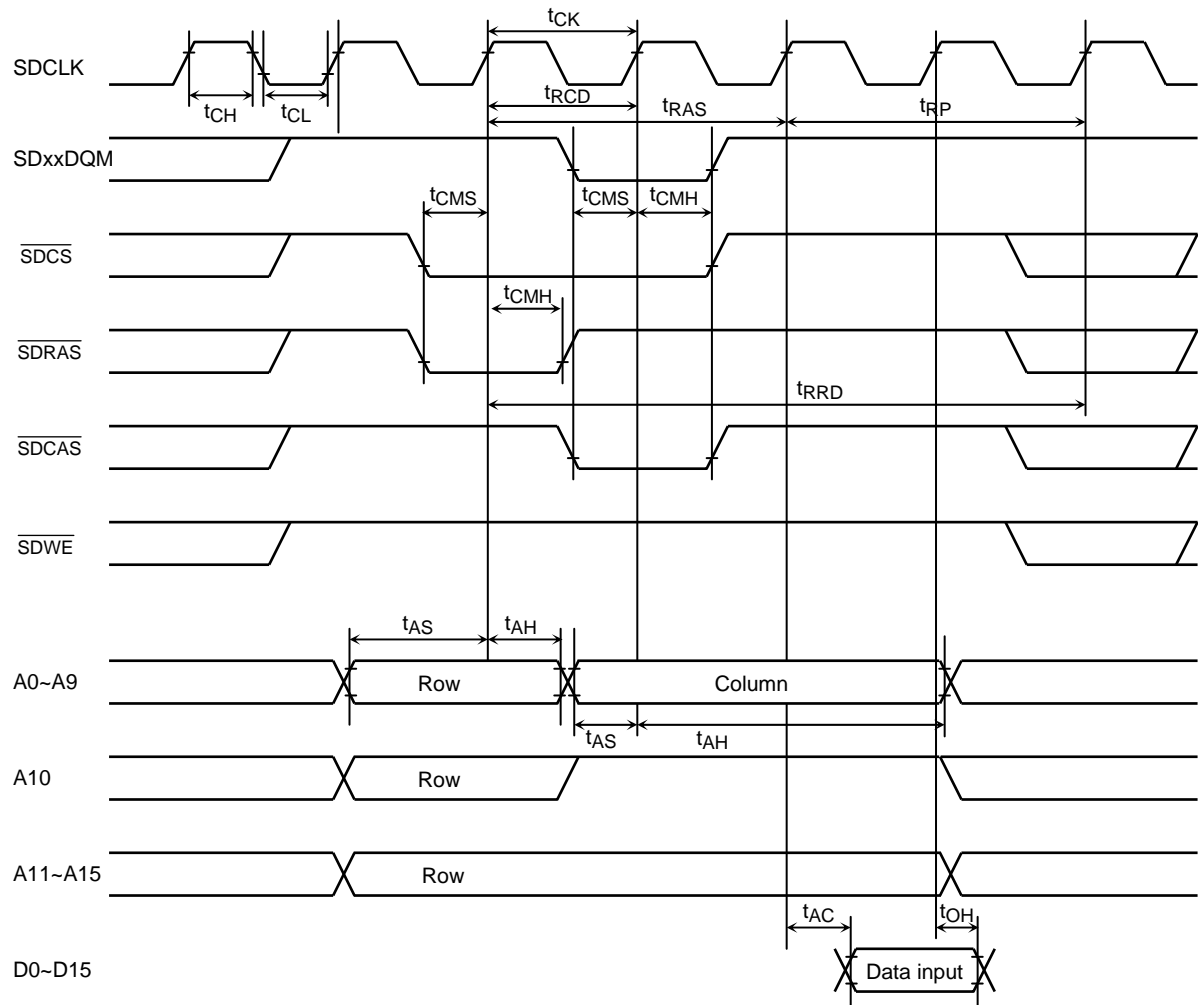 tCK
SDCLK
tRCD
tCH
tCL
tRAS
tRP
SDxxDQM
tCMS
tCMS
tCMH
SDCS
tCMH
SDRAS
tRRD
SDCAS
SDWE
tAS
tAH
A0~A9
Row
Column
tAS
tAH
A10
Row
A11~A15
Row
tAC
tOH
D0~D15
Data input